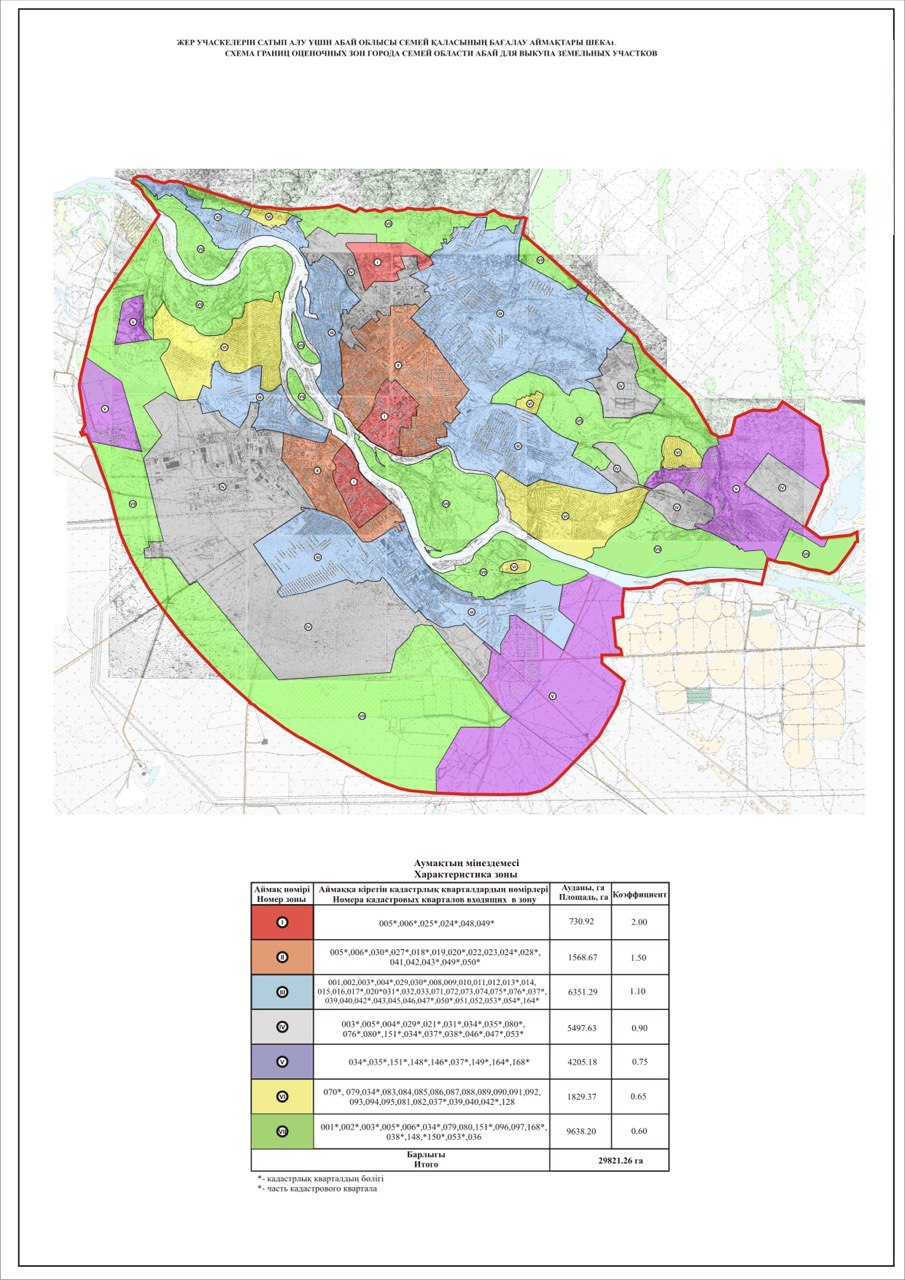 ЖЕР УЧАСКЕЛЕРІН САТЫП АЛУ ҮШІН АБАЙ ОБЛЫСЫ СЕМЕЙ ҚАЛАСЫНЫҢ БАҒАЛАУ АЙМАҚТАРЫ
СХЕМА ГРАНИЦ ОЦЕНОЧНЫХ ЗОН ГОРОДА СЕМЕЙ ОБЛАСТИ АБАЙ ДЛЯ ВЫКУПА ЗЕМЕЛЬНЫХ УЧАСТКОВ
Аумақтың мінездемесі
Характеристика зоны
Аймақ нөмірі Аймаққа кіретін кадастрлық кварталдардың нөмірлері Ауданы, га Коэффициент
Номер зоны Номера кадастровых кварталов входящих в зону Площаль, га
I 005*,006*,025*,024*,048,049* 730.92 2.00
II 005*,006*,030*,027*,018*,019,020*,022,023,024*,028*, 1568.67 1.50
041,042,043*,049*,050*
III 001,002,003*,004*,029,030*,008,009,010,011,012,013*,014, 6351.29 1.10
015,016,017*,020*031*,032,033,071,072,073,074,075*,076*,037*,
039,040,042*,043,045,046,047*,050*,051,052,053*,054*,164*
IV 003*,005*,004*,029*,021*,031*,034*,035*,080*, 5497.63 0.90
076*,080*,151*,034*,037*,038*,046*,047*,053*
V 034*,035*,151*,148*,146*,037*,149*,164*,168* 4205.18 0.75
VI 070*, 079,034*,083,084,085,086,087,088,089,090,091,092, 1829.37 0.65
093,094,095,081,082,037*,039,040,042*,128
VII 001*,002*,003*,005*,006*,034*,079,080,151*,096,097,168*, 9638.20 0.60
038*,148,*150*,053*,036
Барлығы
Итого 29821.26 га
*- кадастрлық кварталдың бөлігі
*- часть кадастрового квартала